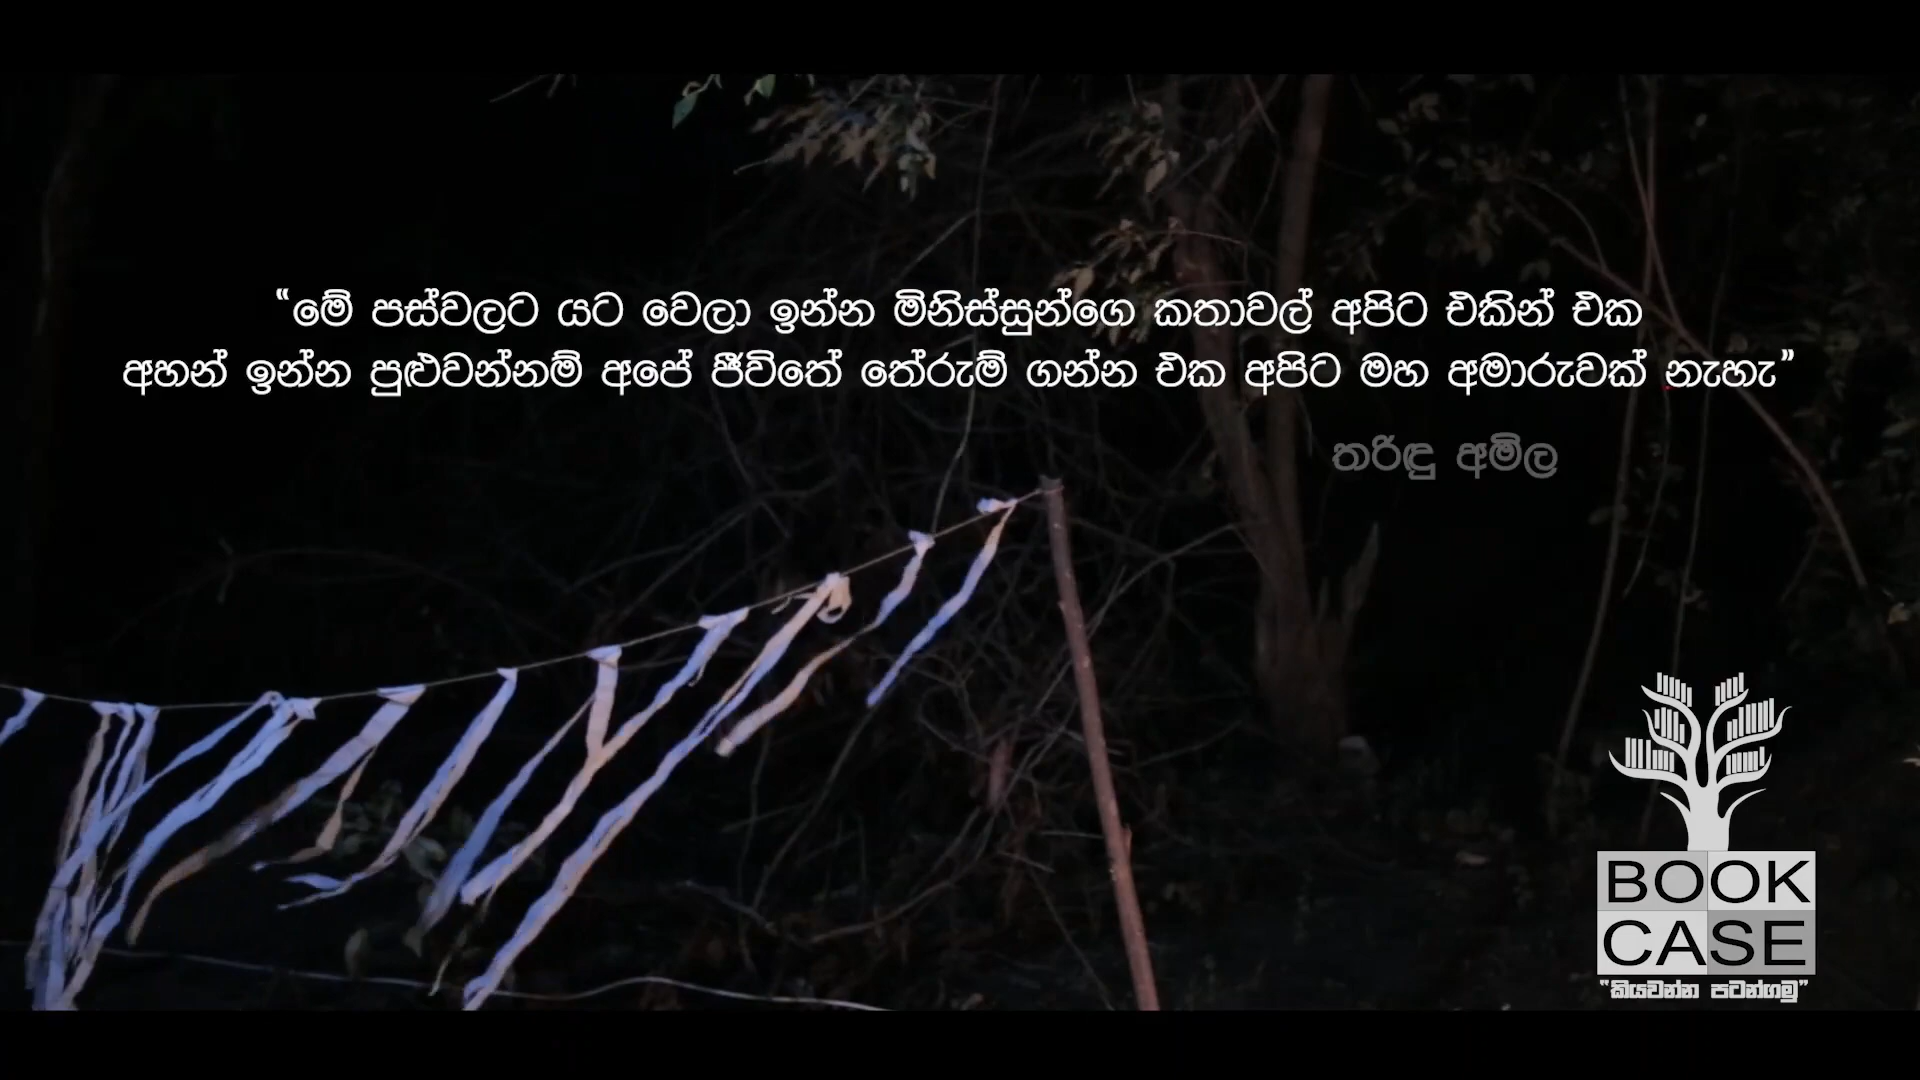 “මේ පස්වලට යට වෙලා ඉන්න මිනිස්සුන්ගෙ කතාවල් අපිට එකින් එක
අහන් ඉන්න පුළුවන්නම් අපේ ජීවිතේ තේරුම් ගන්න එක අපිට මහ අමාරුවක් නැහැ”
තරිඳු අමිල
BOOK
CASE
“කියවන්න පටන්ගමු”